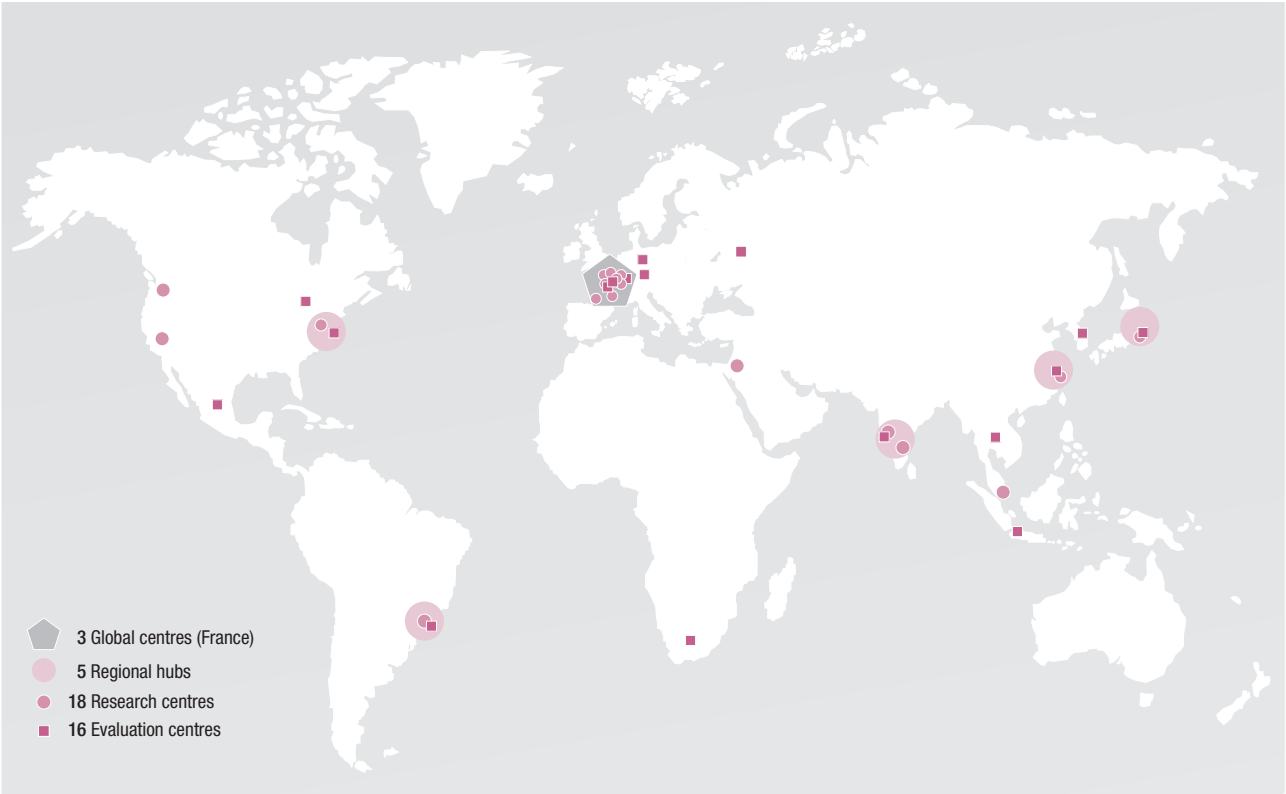 3 Global centres (France)
5 Regional hubs
18 Research centres
16 Evaluation centres